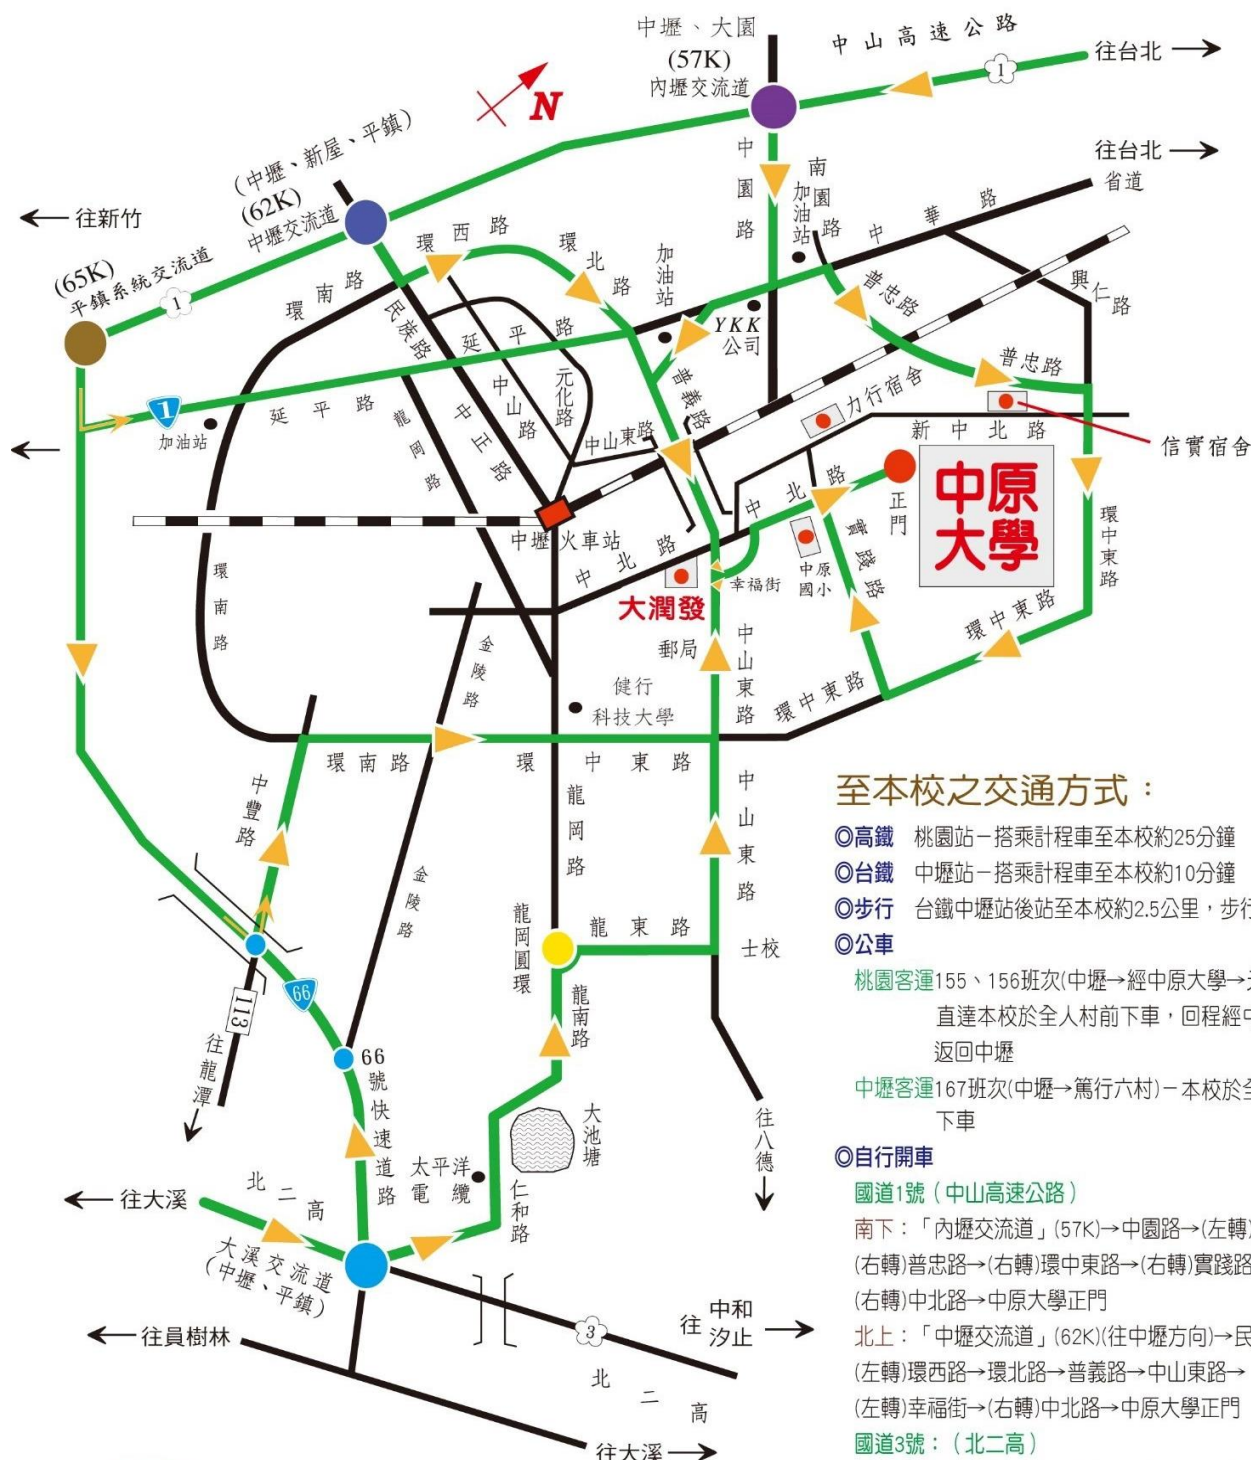 中壢、大園
(57K)
內壢交流道
中山高速公路
1
往台北
N
往台北
省道
(中壢、新屋、平鎮)
(62K)
中壢交流道
往新竹
(65K)
平鎮系統交流道
1
環南路
環西路
環北路
加油站
中園路
南園路
加油站
中華路
興仁路
普忠路
普忠路
YKK
公司
民族路
延平路
中山路
元化路
中正路
龍岡路
延平路
1
加油站
中山東路
普義路
力行宿舍
新中北路
信實宿舍
中原
大學
正門
中北路
實踐路
中原
國小
環中東路
中壢火車站
中北路
大潤發
幸福街
郵局
中山東路
環中東路
環中東路
環南路
金陵路
健行
科技大學
環南路
環中東路
中豐路
龍岡路
中山東路
金陵路
龍岡圓環
龍東路
士校
66
113
往龍潭
66
號快速道路
龍南路
大池塘
往八德
太平洋
電纜
仁和路
往大溪
北二高
大溪交流道
(中壢、平鎮)
往員樹林
3
往
中和
汐止
北二高
往大溪
至本校之交通方式：
◎高鐵 桃園站－搭乘計程車至本校約25分鐘
◎台鐵 中壢站－搭乘計程車至本校約10分鐘
◎步行 台鐵中壢站後站至本校約2.5公里，步行
◎公車
桃園客運155、156班次(中壢→經中原大學→
直達本校於全人村前下車，回程經中
返回中壢
中壢客運167班次(中壢→篤行六村)－本校於全
下車
◎自行開車
國道1號（中山高速公路）
南下：「內壢交流道」(57K)→中園路→(左轉)
(右轉)普忠路→(右轉)環中東路→(右轉)實踐路
(右轉)中北路→中原大學正門
北上：「中壢交流道」(62K)(往中壢方向)→民
(左轉)環西路→環北路→普義路→中山東路→
(左轉)幸福街→(右轉)中北路→中原大學正門
國道3號：（北二高）